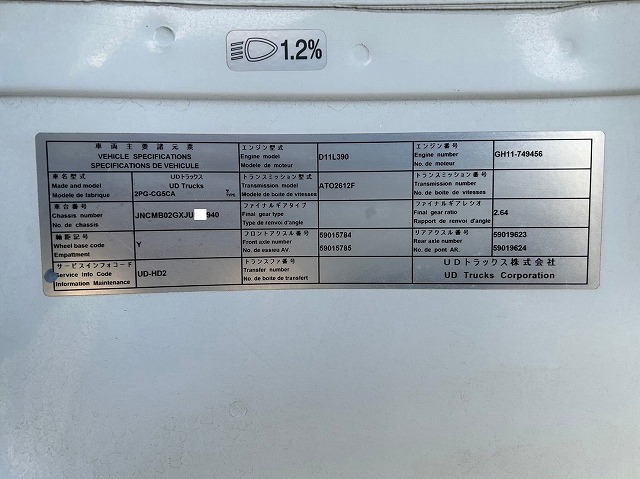 1.2%
車両主要諸元表
VEHICLE SPECIFICATIONS
SPECIFICATIONS DE VEHICULE
エンジン型式
Engine model
Modele de moteur
D11L390
エンジン番号
Engine number
No. de moteur
GH11-749456
車名型式
Made and model
Modele de fabrique
UDトラックス
UD Trucks
2PG-CG5CA
TYPE
トランスミッション型式
Transmission model
Modele de boite de vitesses
ATO2612F
トランスミッション番号
Transmission number
No. de boite de vitesses
車台番号
Chassis number
No. de chassis
JNCMB02GXJU 940
ファイナルギアタイプ
Final gear type
Type de renvoi d'angle
ファイナルギアレシオ
Final gear ratio
Rapport de renvoi d'angle
2.64
軸距記号
Wheel base code
Empattment
Y
フロントアクスル番号
Front axle number
No. de essieu AV.
59015784
59015785
リアアクスル番号
Rear axle number
No. de pont AR.
59019623
59019624
サービスインフォコード
Service Info Code
Information Maintenance
UD-HD2
トランスファ番号
Transfer number
No. de boite de transfert
UDトラックス株式会社
UD Trucks Corporation